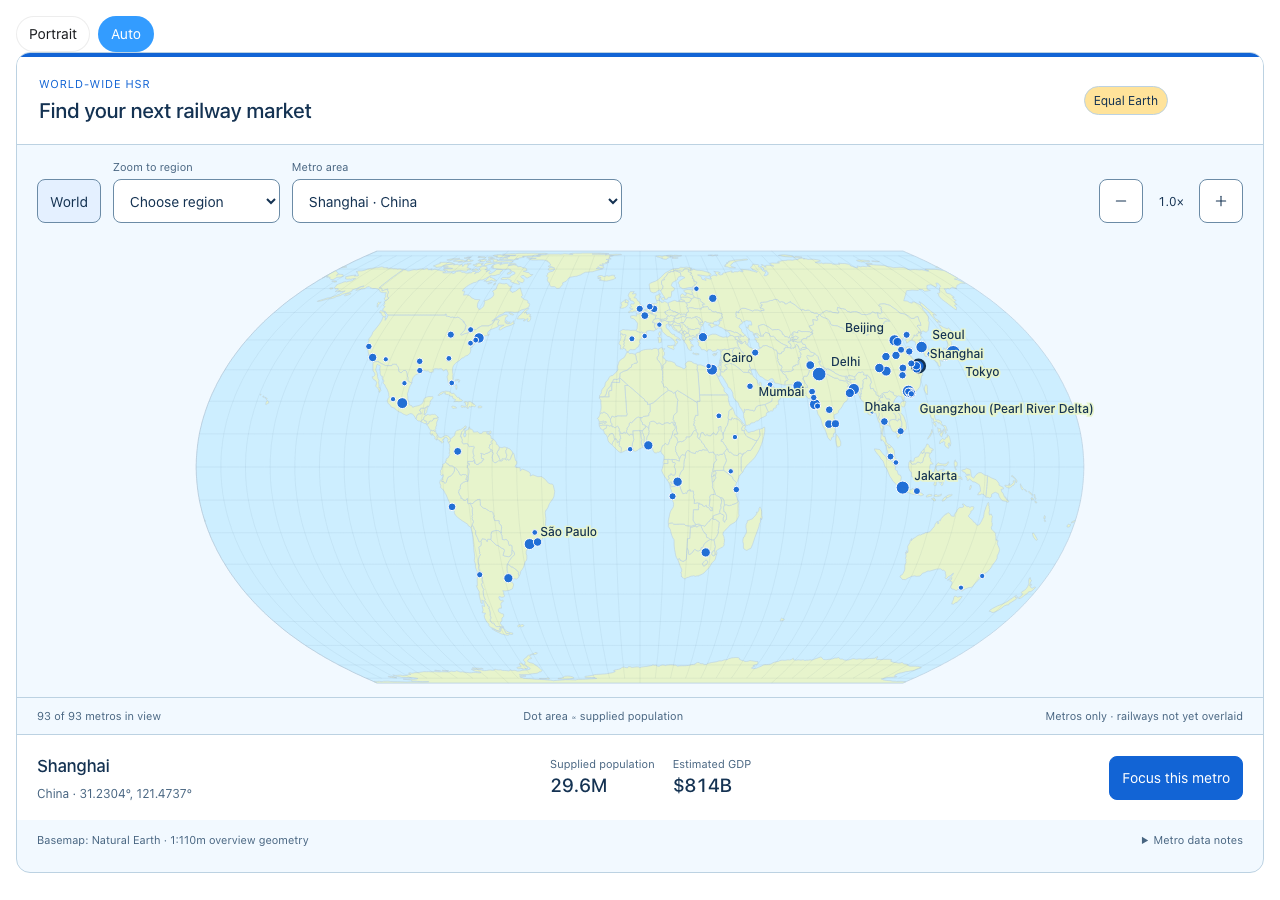 Portrait
Auto
WORLD-WIDE HSR
Find your next railway market
Equal Earth
Zoom to region
Metro area
World
Choose region
Shanghai · China
−
1.0×
+
Beijing
Seoul
Shanghai
Cairo
Delhi
Tokyo
Mumbai
Dhaka
Guangzhou (Pearl River Delta)
Jakarta
São Paulo
93 of 93 metros in view
Dot area ∝ supplied population
Metros only · railways not yet overlaid
Shanghai
China · 31.2304°, 121.4737°
Supplied population
29.6M
Estimated GDP
$814B
Focus this metro
Basemap: Natural Earth · 1:110m overview geometry
▶ Metro data notes